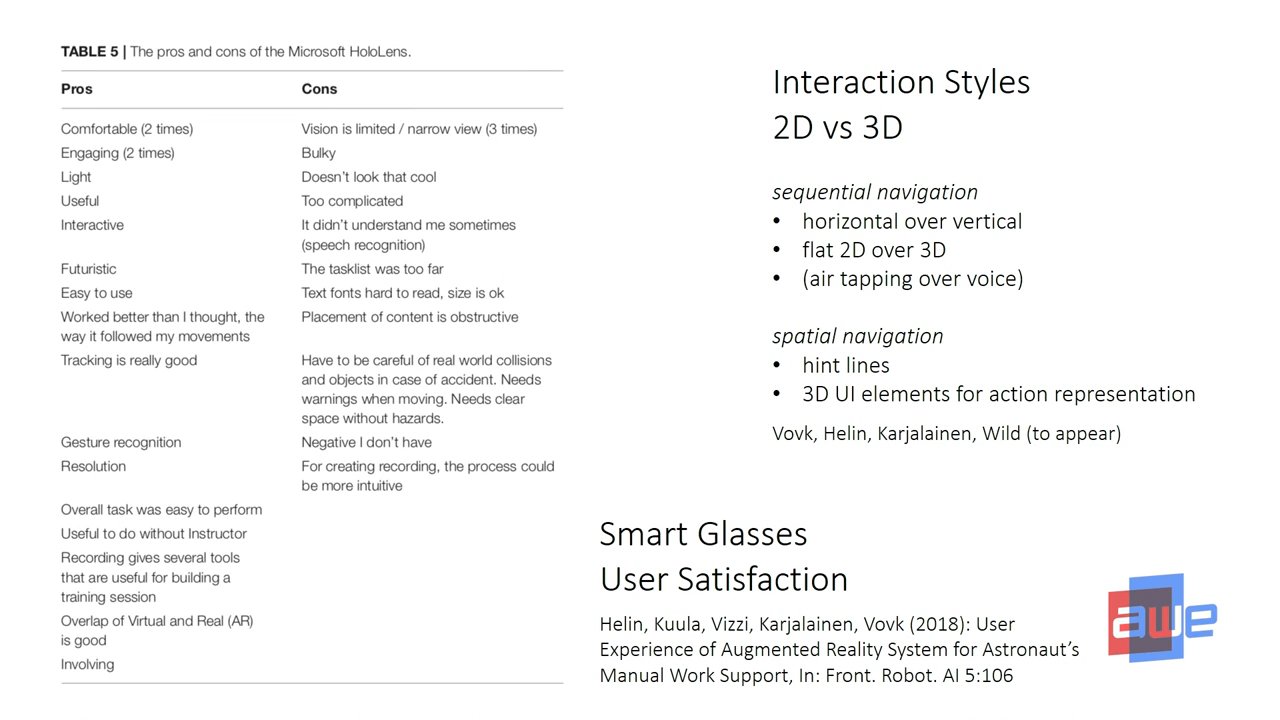 TABLE 5 | The pros and cons of the Microsoft HoloLens.
Pros Cons
Comfortable (2 times) Vision is limited / narrow view (3 times)
Engaging (2 times) Bulky
Light Doesn't look that cool
Useful Too complicated
Interactive It didn't understand me sometimes
(speech recognition)
Futuristic The tasklist was too far
Easy to use Text fonts hard to read, size is ok
Worked better than I thought, the Placement of content is obstructive
way it followed my movements
Tracking is really good Have to be careful of real world collisions
and objects in case of accident. Needs
warnings when moving. Needs clear
space without hazards.
Gesture recognition Negative I don't have
Resolution For creating recording, the process could
be more intuitive
Overall task was easy to perform
Useful to do without Instructor
Recording gives several tools
that are useful for building a
training session
Overlap of Virtual and Real (AR)
is good
Involving
Interaction Styles
2D vs 3D
sequential navigation
• horizontal over vertical
• flat 2D over 3D
• (air tapping over voice)
spatial navigation
• hint lines
• 3D UI elements for action representation
Vovk, Helin, Karjalainen, Wild (to appear)
Smart Glasses
User Satisfaction
Helin, Kuula, Vizzi, Karjalainen, Vovk (2018): User
Experience of Augmented Reality System for Astronaut's
Manual Work Support, In: Front. Robot. AI 5:106
awe